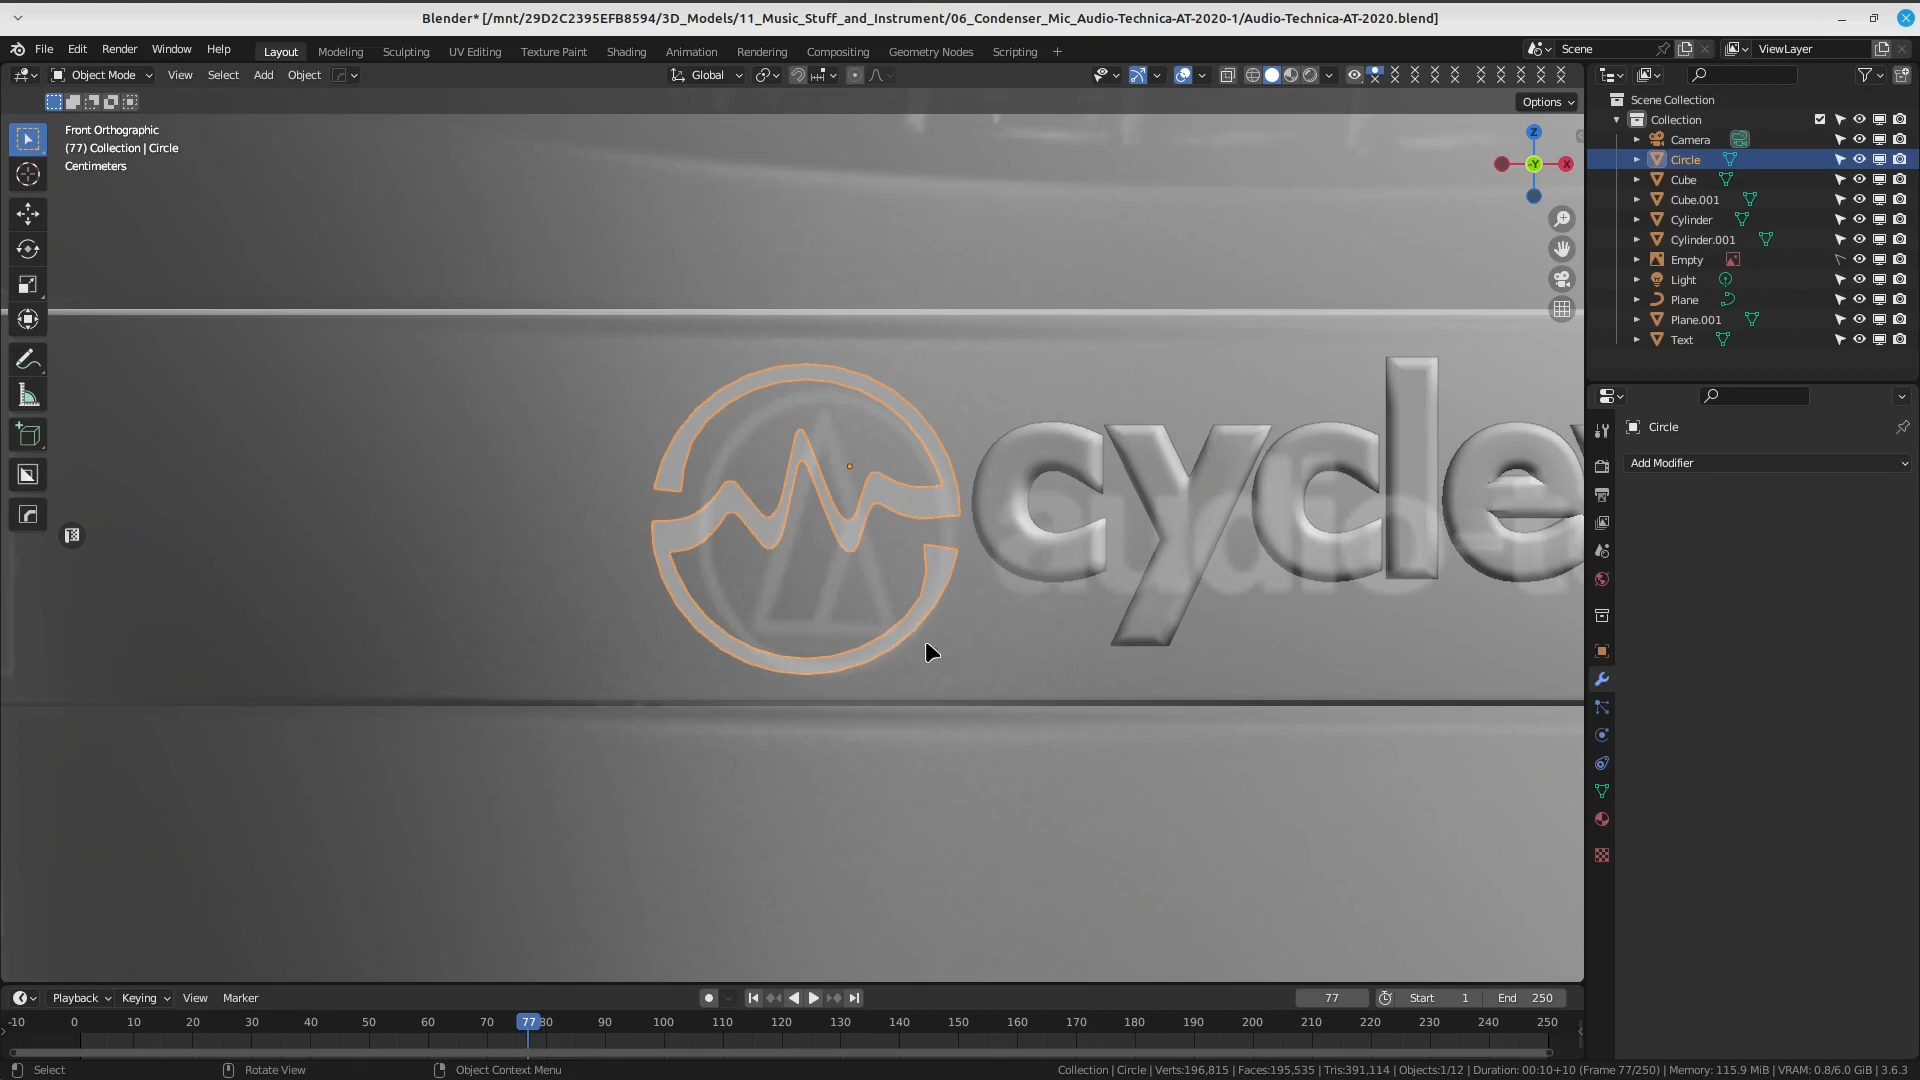 Blender* [/mnt/29D2C2395EFB8594/3D_Models/11_Music_Stuff_and_Instrument/06_Condenser_Mic_Audio-Technica-AT-2020-1/Audio-Technica-AT-2020.blend]
File Edit Render Window Help Layout Modeling Sculpting UV Editing Texture Paint Shading Animation Rendering Compositing Geometry Nodes Scripting + Scene ViewLayer
Object Mode View Select Add Object Global
Options
Front Orthographic
(77) Collection | Circle
Centimeters
Z
-Y X
cycle
audio-
Scene Collection
Collection
Camera
Circle
Cube
Cube.001
Cylinder
Cylinder.001
Empty
Light
Plane
Plane.001
Text
Circle
Add Modifier
Playback Keying View Marker 77 Start 1 End 250
-10 0 10 20 30 40 50 60 70 77 80 90 100 110 120 130 140 150 160 170 180 190 200 210 220 230 240 250
Select Rotate View Object Context Menu Collection | Circle | Verts:196,815 | Faces:195,535 | Tris:391,114 | Objects:1/12 | Duration: 00:10+10 (Frame 77/250) | Memory: 115.9 MiB | VRAM: 0.8/6.0 GiB | 3.6.3